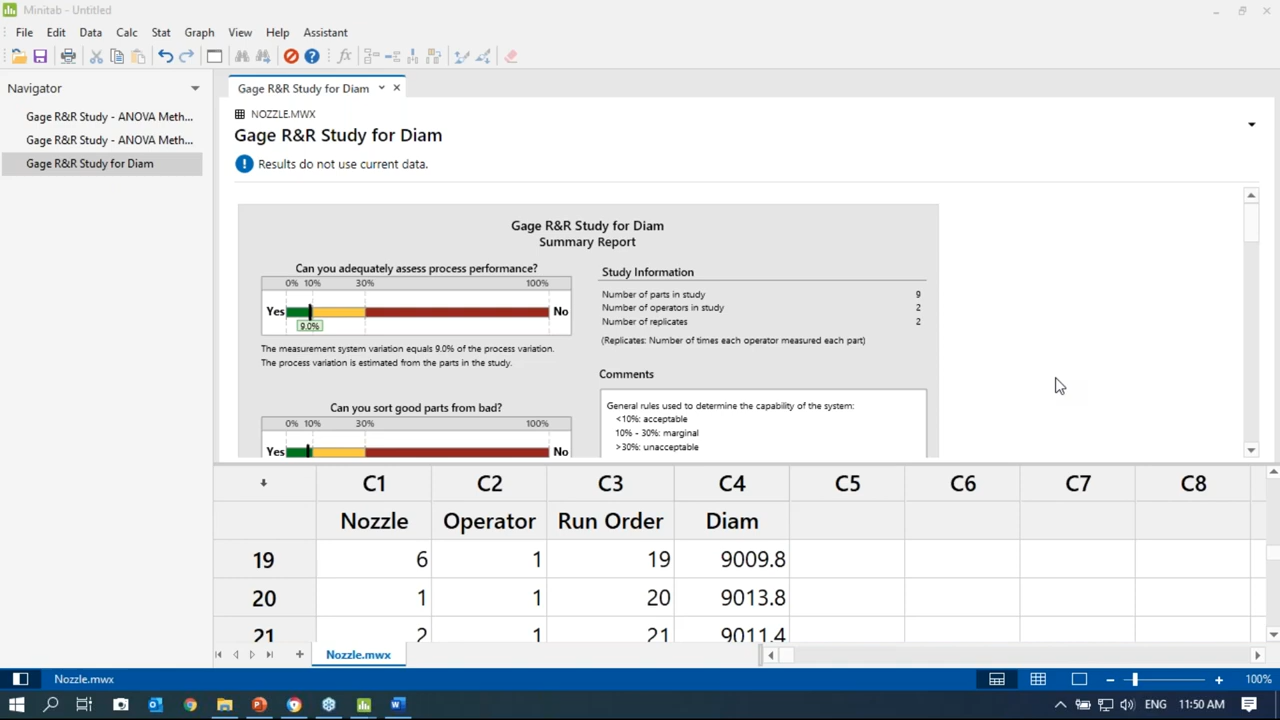 Minitab - Untitled
File Edit Data Calc Stat Graph View Help Assistant
Navigator
Gage R&R Study - ANOVA Meth...
Gage R&R Study - ANOVA Meth...
Gage R&R Study for Diam
Gage R&R Study for Diam
NOZZLE.MWX
Gage R&R Study for Diam
Results do not use current data.
Gage R&R Study for Diam
Summary Report
Can you adequately assess process performance?
0% 10% 30% 100%
Yes No
9.0%
The measurement system variation equals 9.0% of the process variation.
The process variation is estimated from the parts in the study.
Can you sort good parts from bad?
0% 10% 30% 100%
Yes No
Study Information
Number of parts in study 9
Number of operators in study 2
Number of replicates 2
(Replicates: Number of times each operator measured each part)
Comments
General rules used to determine the capability of the system:
<10%: acceptable
10% - 30%: marginal
>30%: unacceptable
C1 C2 C3 C4 C5 C6 C7 C8
Nozzle Operator Run Order Diam
19 6 1 19 9009.8
20 1 1 20 9013.8
21 2 1 21 9011.4
Nozzle.mwx
Nozzle.mwx
100%
ENG 11:50 AM